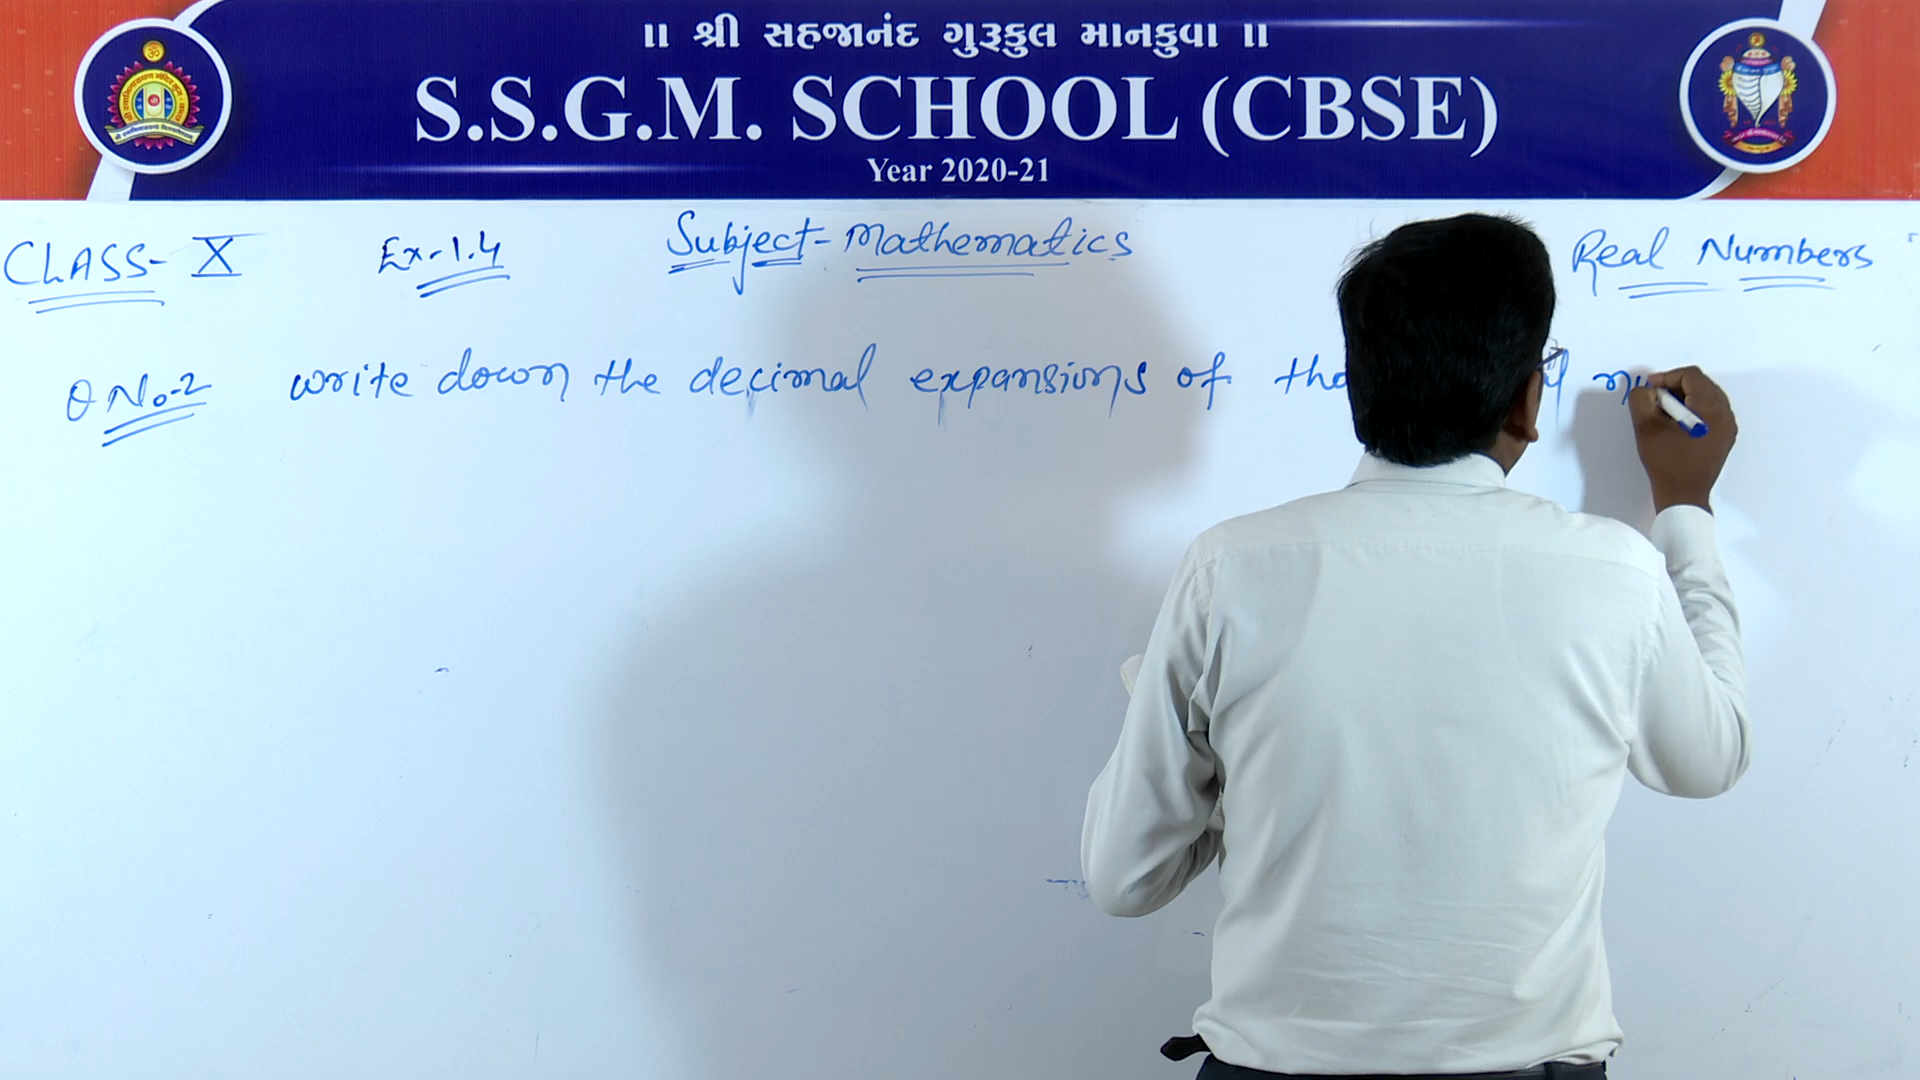 ॥ શ્રી સહજાનંદ ગુરૂકુલ માનકુવા ॥
S.S.G.M. SCHOOL (CBSE)
Year 2020-21
CLASS- X Ex-1.4 Subject- Mathematics Real Numbers
Q No-2 write down the decimal expansions of